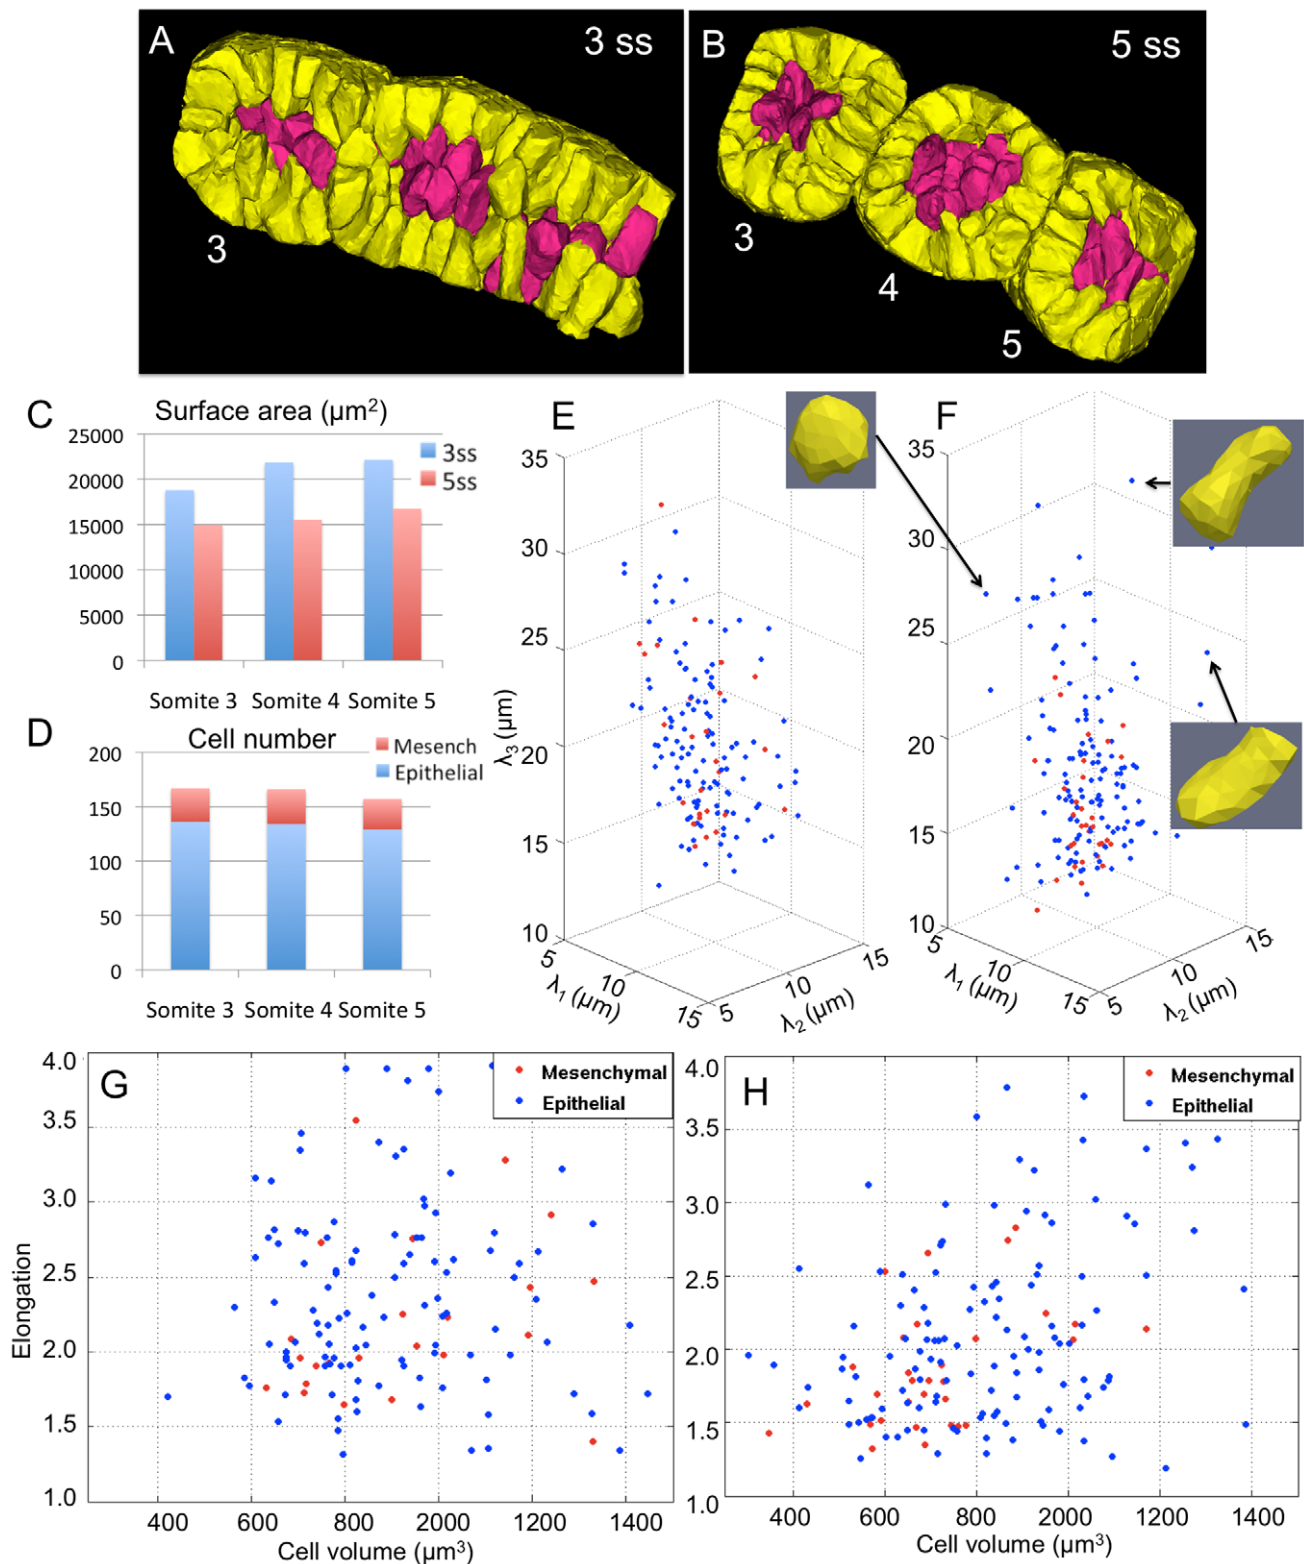 A
3 ss
3
B
5 ss
3
4
5
C
Surface area (µm²)
25000
20000
15000
10000
5000
0
3ss
5ss
Somite 3 Somite 4 Somite 5
D
Cell number
200
150
100
50
0
Mesench
Epithelial
Somite 3 Somite 4 Somite 5
E
35
30
25
20
15
10
λ₃ (µm)
5
10
15
λ₁ (µm)
5
10
15
λ₂ (µm)
F
35
30
25
20
15
10
5
10
15
λ₁ (µm)
5
10
15
λ₂ (µm)
G
Mesenchymal
Epithelial
4.0
3.5
3.0
2.5
2.0
1.5
1.0
Elongation
400 600 800 2000 1200 1400
Cell volume (µm³)
H
Mesenchymal
Epithelial
4.0
3.5
3.0
2.5
2.0
1.5
1.0
400 600 800 2000 1200 1400
Cell volume (µm³)